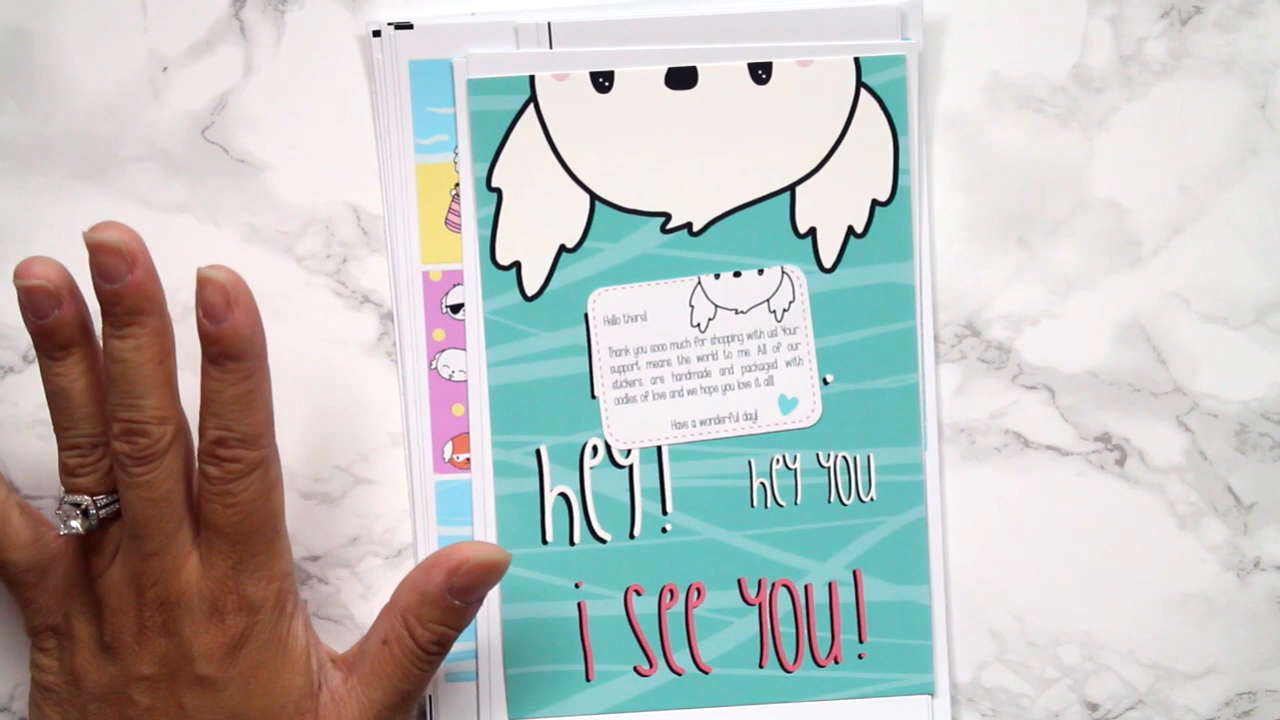 Hello there!
Thank you sooo much for shopping with us! Your
support means the world to me. All of our
stickers are handmade and packaged with
oodles of love and we hope you love it all!
Have a wonderful day!
hey!
hey you
i see you!